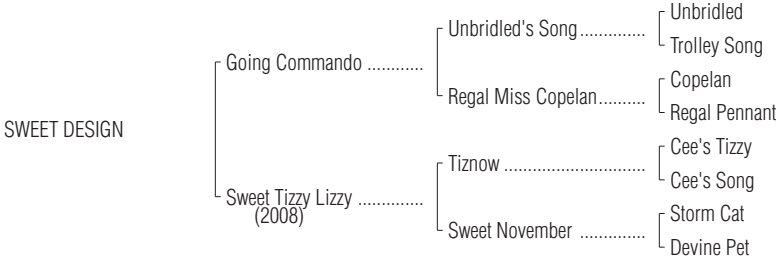 Unbridled
Unbridled's Song..............
Trolley Song
Going Commando ............
Copelan
Regal Miss Copelan..........
Regal Pennant
SWEET DESIGN
Cee's Tizzy
Tiznow ..............................
Cee's Song
Sweet Tizzy Lizzy ..............
(2008)
Storm Cat
Sweet November ..............
Devine Pet